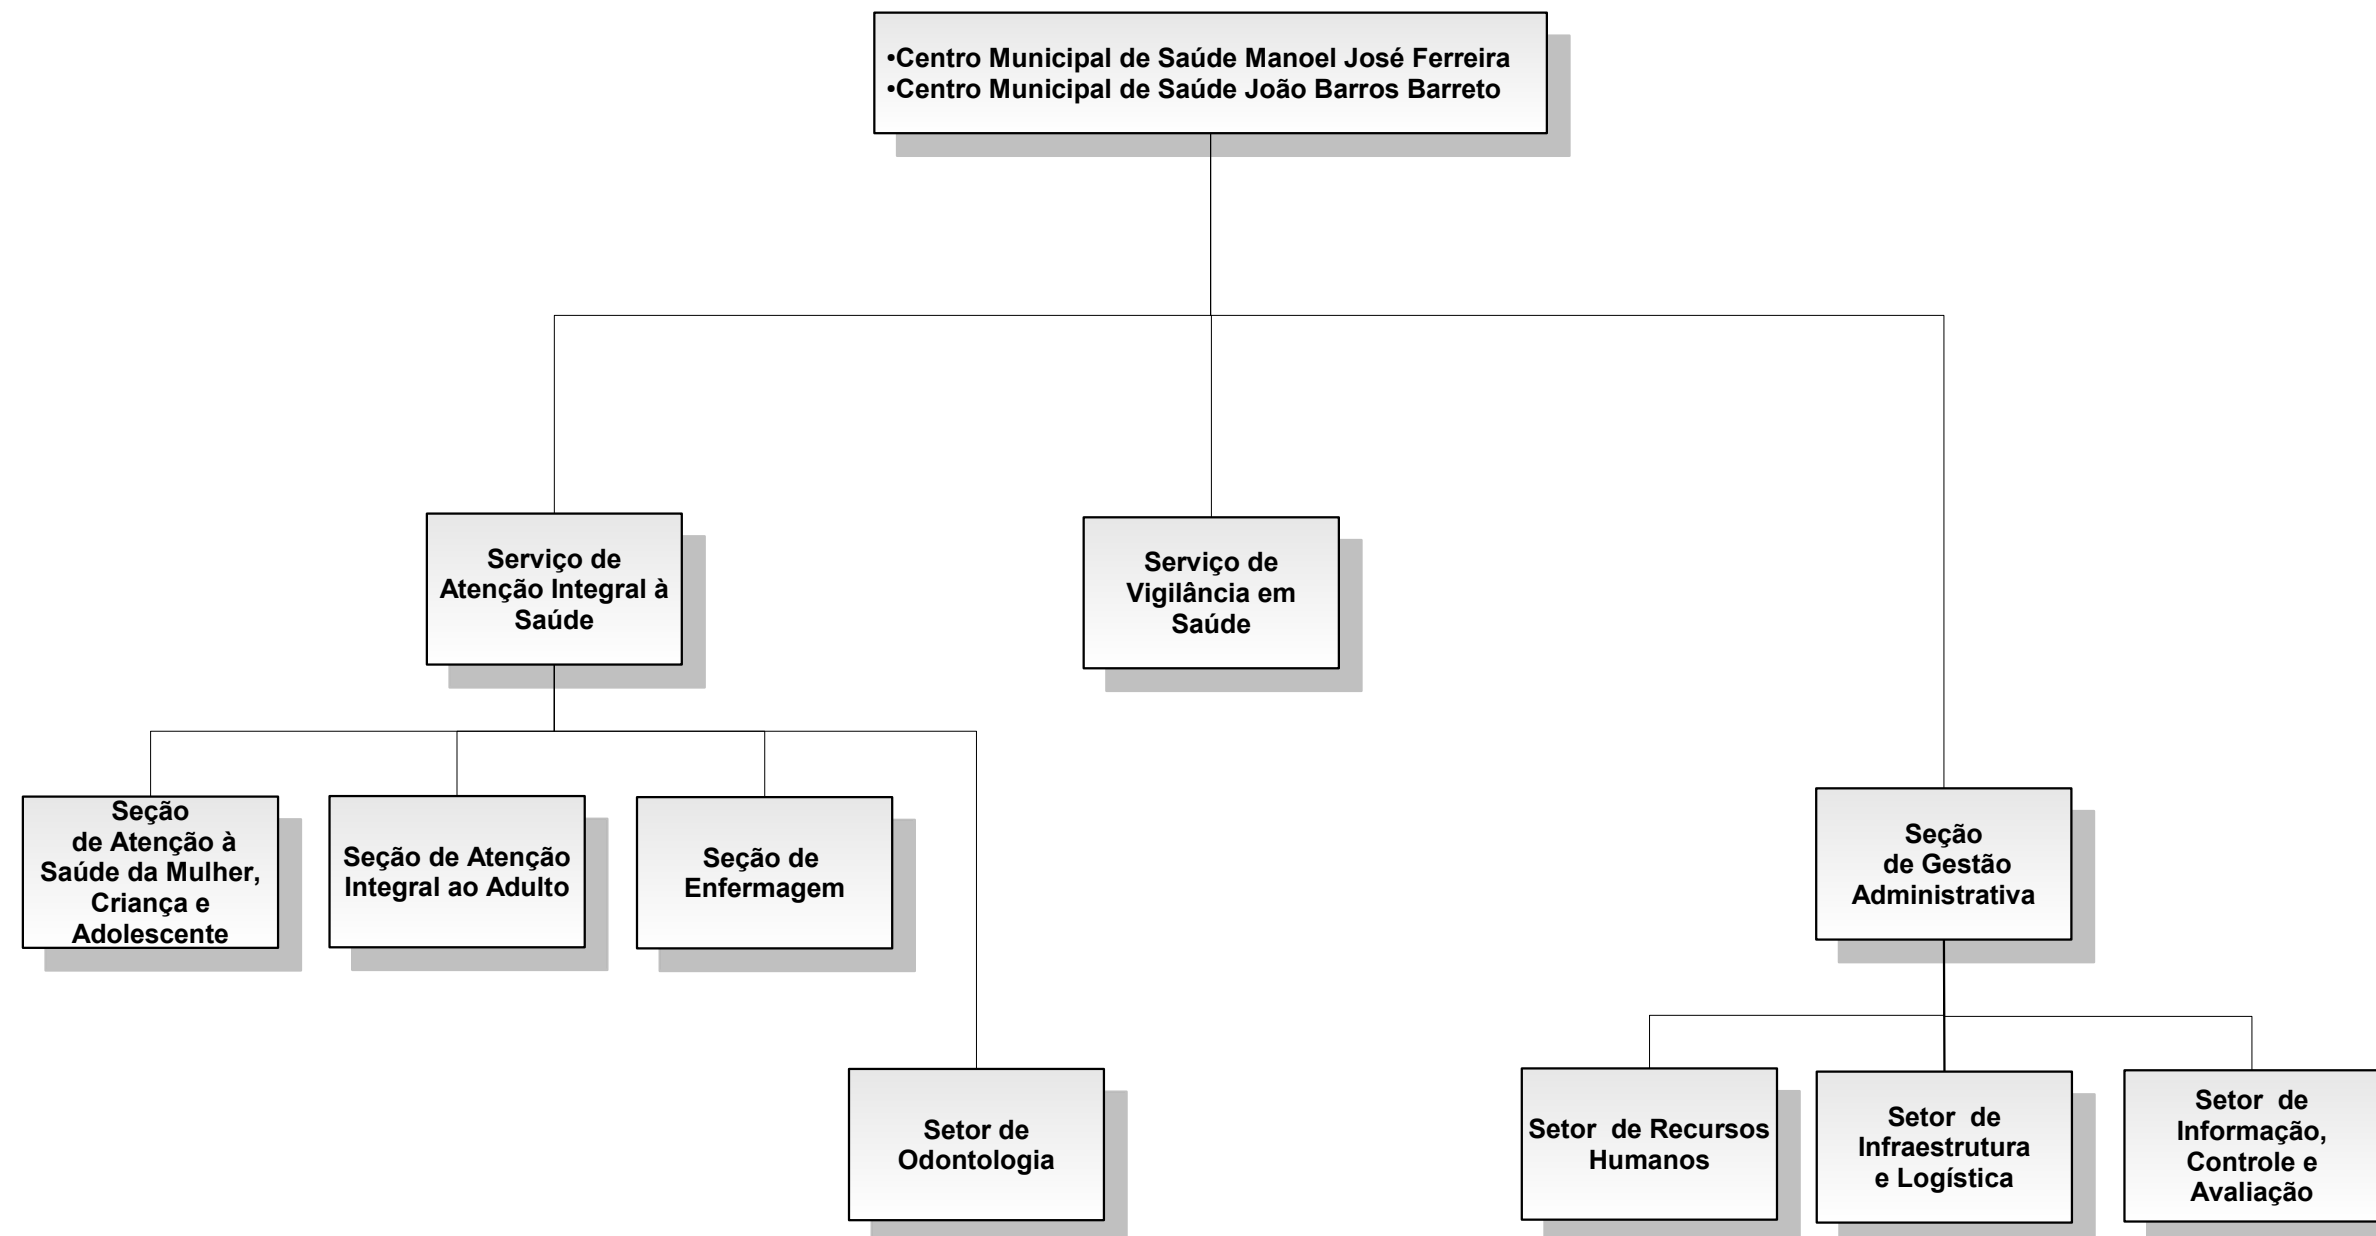 •Centro Municipal de Saúde Manoel José Ferreira
•Centro Municipal de Saúde João Barros Barreto
Serviço de
Atenção Integral à
Saúde
Serviço de
Vigilância em
Saúde
Seção
de Atenção à
Saúde da Mulher,
Criança e
Adolescente
Seção de Atenção
Integral ao Adulto
Seção de
Enfermagem
Seção
de Gestão
Administrativa
Setor de
Odontologia
Setor de Recursos
Humanos
Setor de
Infraestrutura
e Logística
Setor de
Informação,
Controle e
Avaliação